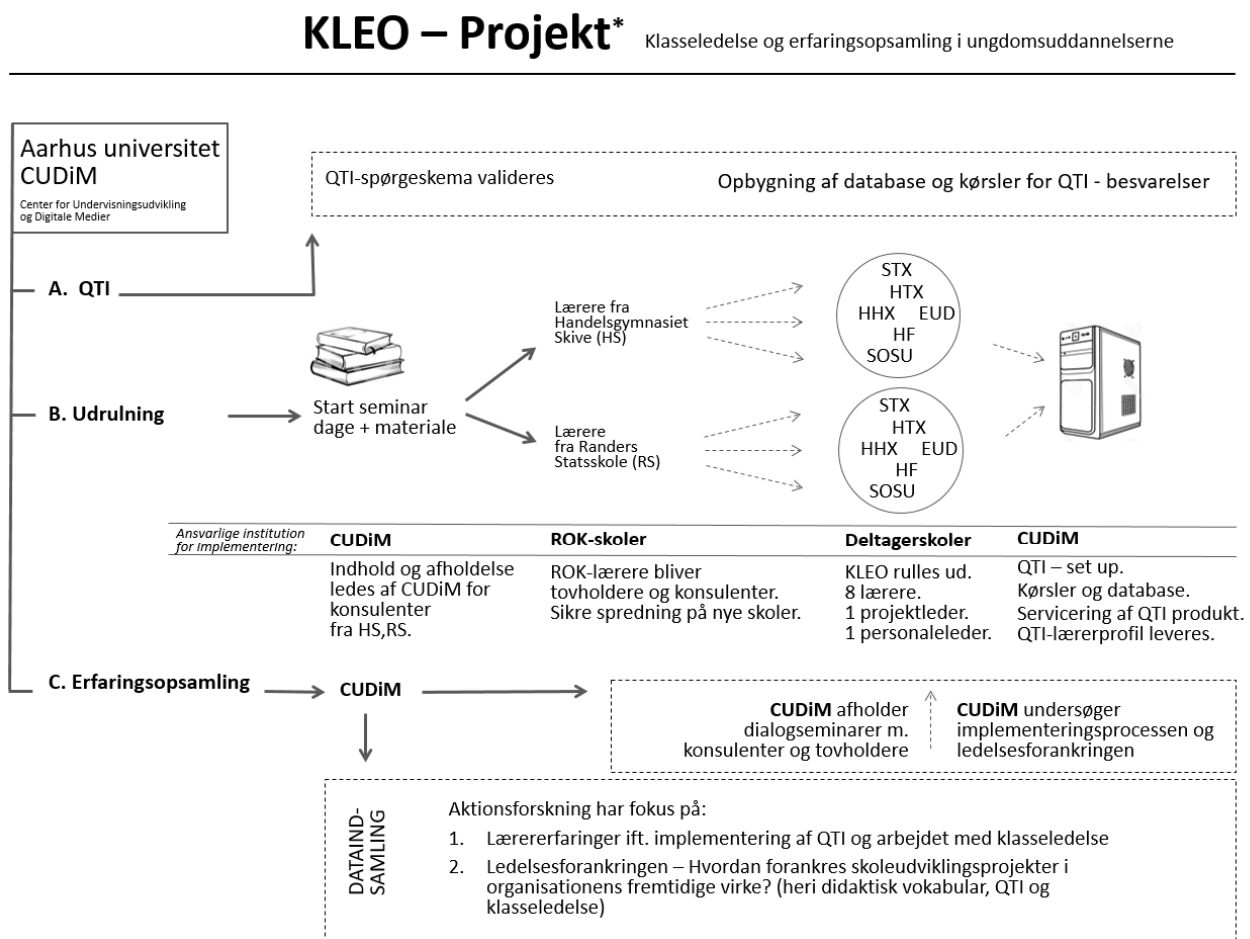 KLEO – Projekt* Klasseledelse og erfaringsopsamling i ungdomsuddannelserne
Aarhus universitet
CUDiM
Center for Undervisningsudvikling
og Digitale Medier
QTI-spørgeskema valideres
Opbygning af database og kørsler for QTI - besvarelser
A. QTI
B. Udrulning
Start seminar
dage + materiale
Lærere fra
Handelsgymnasiet
Skive (HS)
Lærere
fra Randers
Statsskole (RS)
STX
HTX
HHX EUD
HF
SOSU
STX
HTX
HHX EUD
HF
SOSU
Ansvarlige institution
for implementering:
CUDiM
Indhold og afholdelse
ledes af CUDiM for
konsulenter
fra HS,RS.
ROK-skoler
ROK-lærere bliver
tovholdere og konsulenter.
Sikre spredning på nye skoler.
Deltagerskoler
KLEO rulles ud.
8 lærere.
1 projektleder.
1 personaleleder.
CUDiM
QTI – set up.
Kørsler og database.
Servicering af QTI produkt.
QTI-lærerprofil leveres.
C. Erfaringsopsamling
CUDiM
CUDiM afholder
dialogseminarer m.
konsulenter og tovholdere
CUDiM undersøger
implementeringsprocessen og
ledelsesforankringen
DATAIND-
SAMLING
Aktionsforskning har fokus på:
1. Lærererfaringer ift. implementering af QTI og arbejdet med klasseledelse
2. Ledelsesforankringen – Hvordan forankres skoleudviklingsprojekter i
organisationens fremtidige virke? (heri didaktisk vokabular, QTI og
klasseledelse)